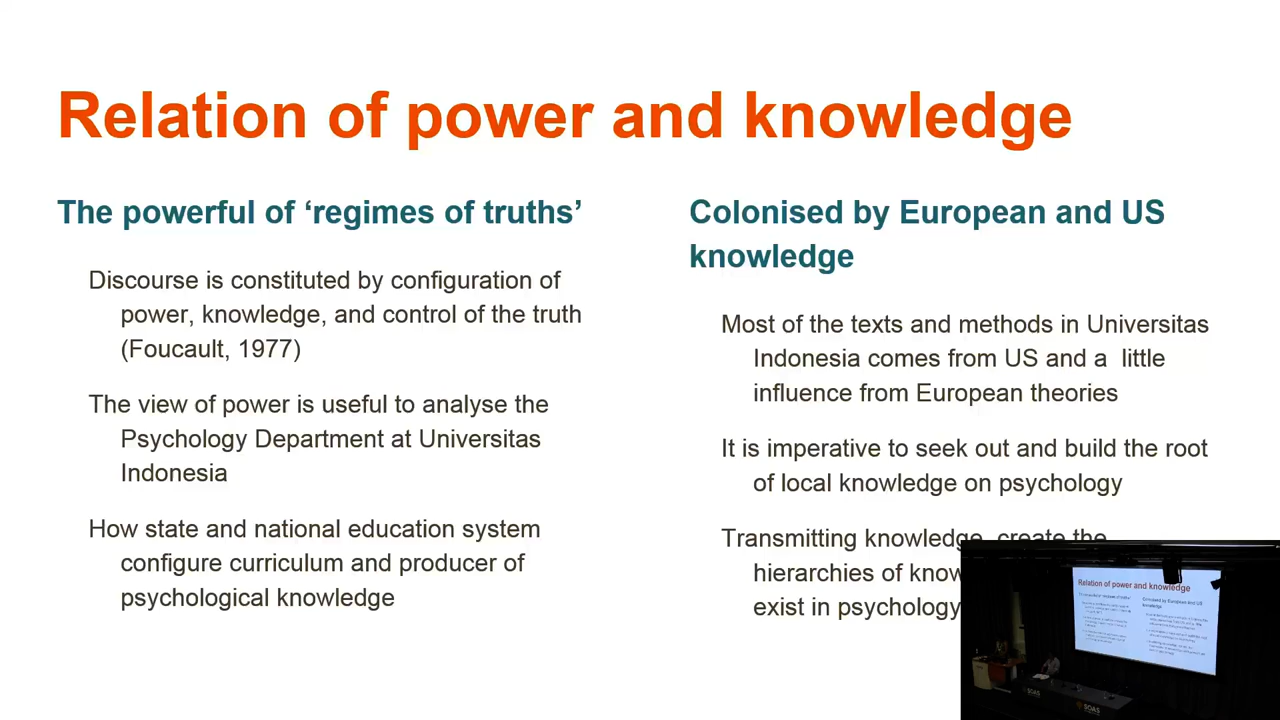 Relation of power and knowledge
The powerful of ‘regimes of truths’
Discourse is constituted by configuration of
power, knowledge, and control of the truth
(Foucault, 1977)
The view of power is useful to analyse the
Psychology Department at Universitas
Indonesia
How state and national education system
configure curriculum and producer of
psychological knowledge
Colonised by European and US
knowledge
Most of the texts and methods in Universitas
Indonesia comes from US and a little
influence from European theories
It is imperative to seek out and build the root
of local knowledge on psychology
Transmitting knowledge, create the
hierarchies of
exist in psychology
Relation of power and knowledge
SOAS
SOAS